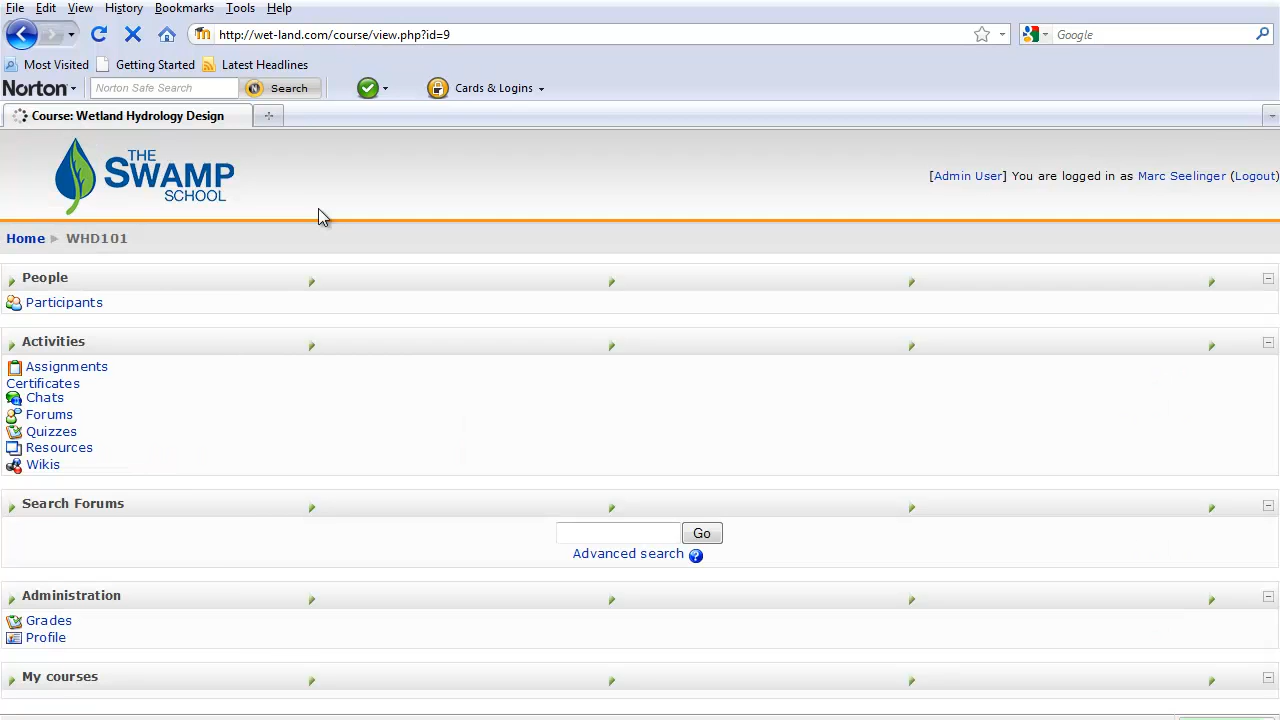 File Edit View History Bookmarks Tools Help
http://wet-land.com/course/view.php?id=9 Google
Most Visited Getting Started Latest Headlines
Norton Norton Safe Search Search Cards & Logins
Course: Wetland Hydrology Design
THE
SWAMP
SCHOOL
[Admin User] You are logged in as Marc Seelinger (Logout)
Home WHD101
People
Participants
Activities
Assignments
Certificates
Chats
Forums
Quizzes
Resources
Wikis
Search Forums
Go
Advanced search ?
Administration
Grades
Profile
My courses